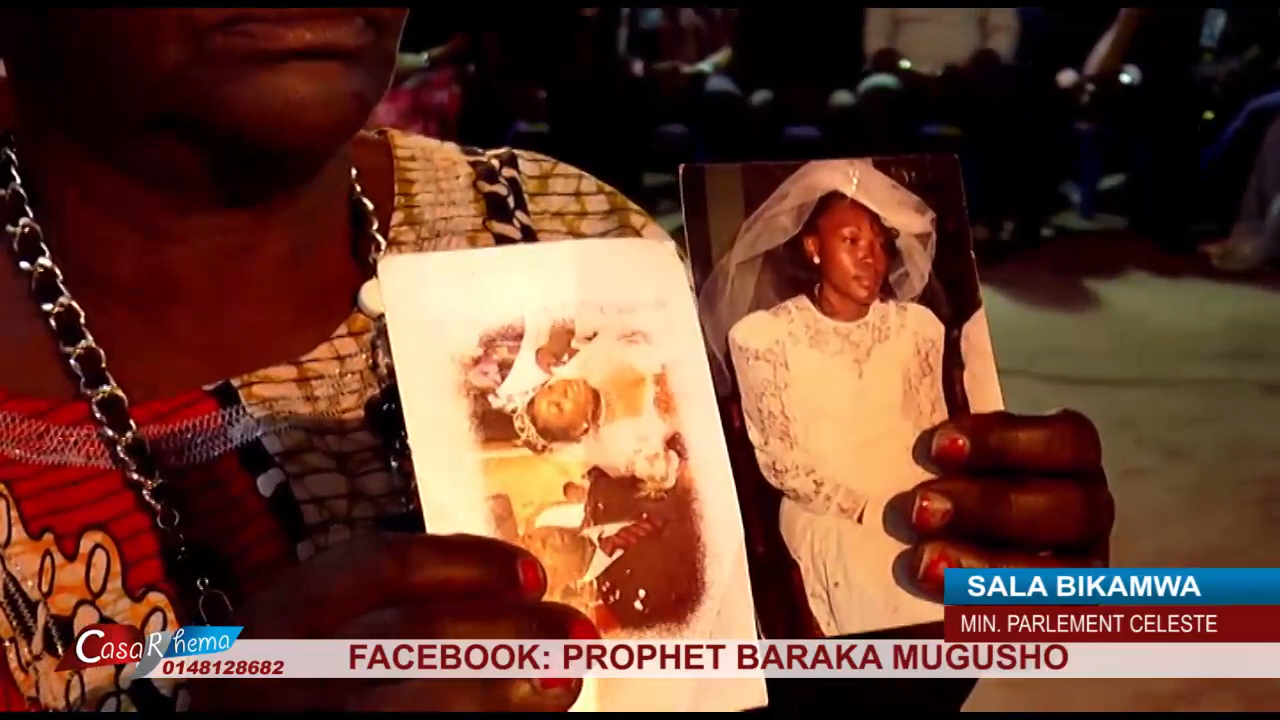 SALA BIKAMWA
MIN. PARLEMENT CELESTE
CasaRhema
0148128682
FACEBOOK: PROPHET BARAKA MUGUSHO